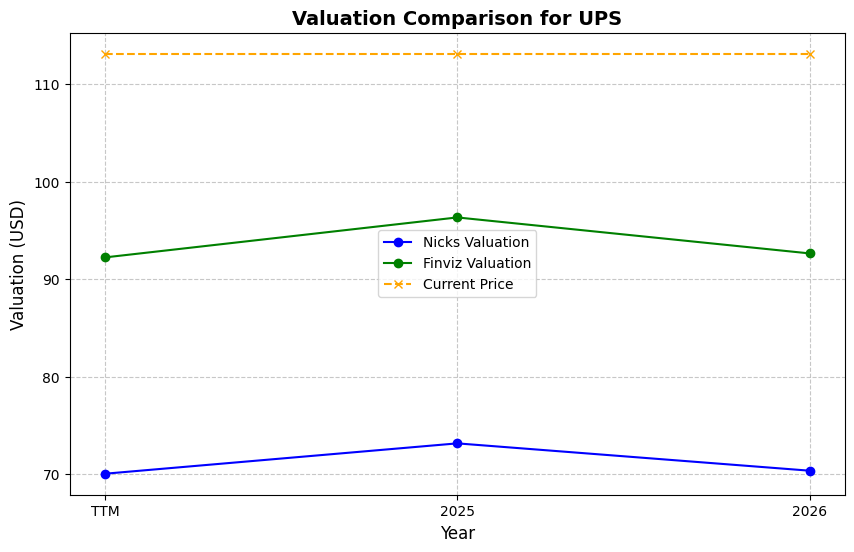 Valuation Comparison for UPS
Valuation (USD)
110
100
90
80
70
Nicks Valuation
Finviz Valuation
Current Price
TTM
2025
2026
Year